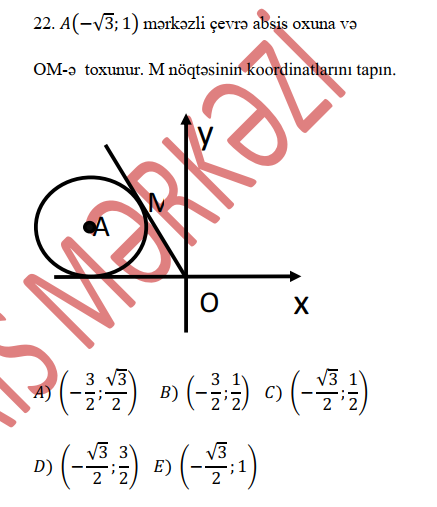 22. A(−√3; 1) mərkəzli çevrə absis oxuna və
OM-ə toxunur. M nöqtəsinin koordinatlarını tapın.
y
M
A
O
x
A) (−3/2; √3/2) B) (−3/2; 1/2) C) (−√3/2; 1/2)
D) (−√3/2; 3/2) E) (−√3/2; 1)
MƏRKƏZİ